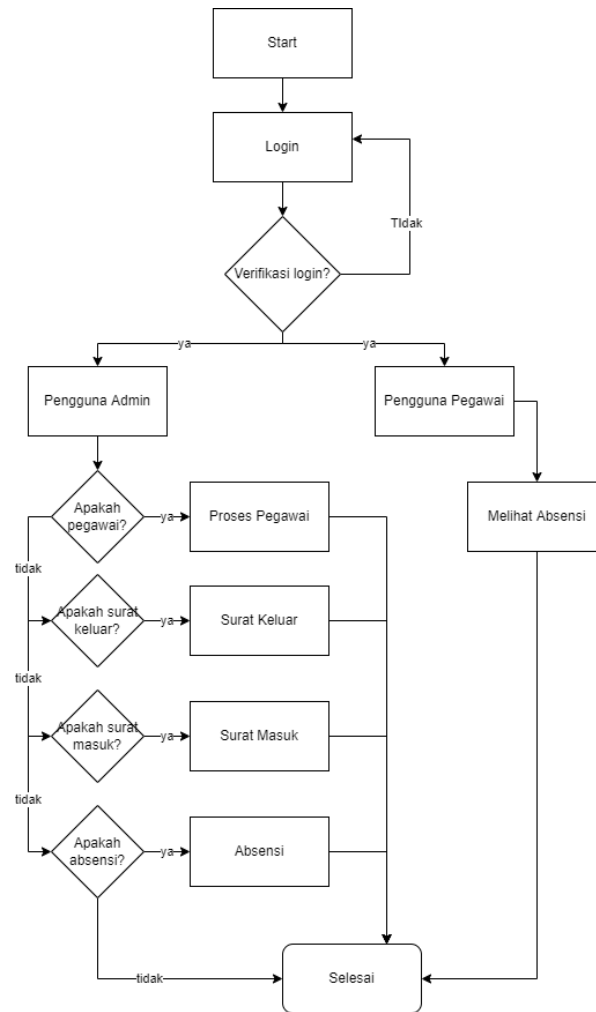 Start
Login
TIdak
Verifikasi login?
ya
ya
Pengguna Admin
Pengguna Pegawai
Apakah
pegawai?
ya
Proses Pegawai
Melihat Absensi
tidak
Apakah surat
keluar?
ya
Surat Keluar
tidak
Apakah surat
masuk?
ya
Surat Masuk
tidak
Apakah
absensi?
ya
Absensi
tidak
Selesai